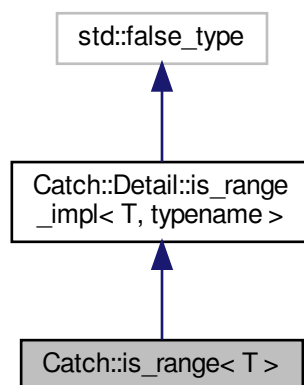 std::false_type
Catch::Detail::is_range
_impl< T, typename >
Catch::is_range< T >